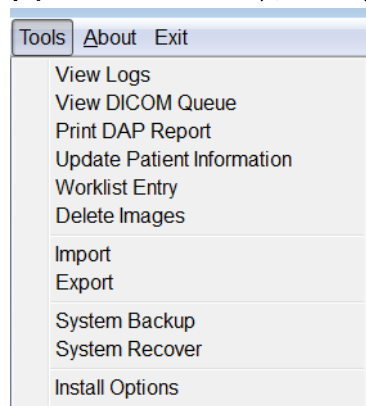 Tools About Exit
View Logs
View DICOM Queue
Print DAP Report
Update Patient Information
Worklist Entry
Delete Images
Import
Export
System Backup
System Recover
Install Options